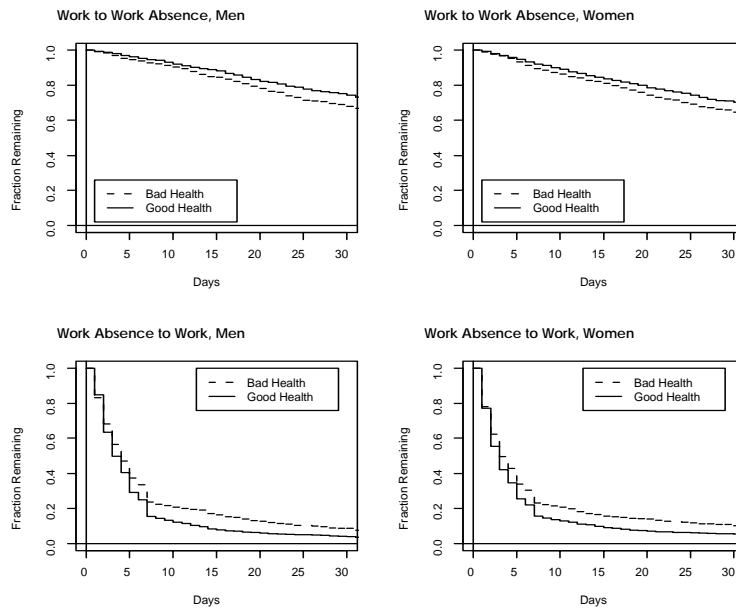 Work to Work Absence, Men
Fraction Remaining
1.0
0.8
0.6
0.4
0.2
0.0
Bad Health
Good Health
0 5 10 15 20 25 30
Days
Work to Work Absence, Women
Fraction Remaining
1.0
0.8
0.6
0.4
0.2
0.0
Bad Health
Good Health
0 5 10 15 20 25 30
Days
Work Absence to Work, Men
Fraction Remaining
1.0
0.8
0.6
0.4
0.2
0.0
Bad Health
Good Health
0 5 10 15 20 25 30
Days
Work Absence to Work, Women
Fraction Remaining
1.0
0.8
0.6
0.4
0.2
0.0
Bad Health
Good Health
0 5 10 15 20 25 30
Days